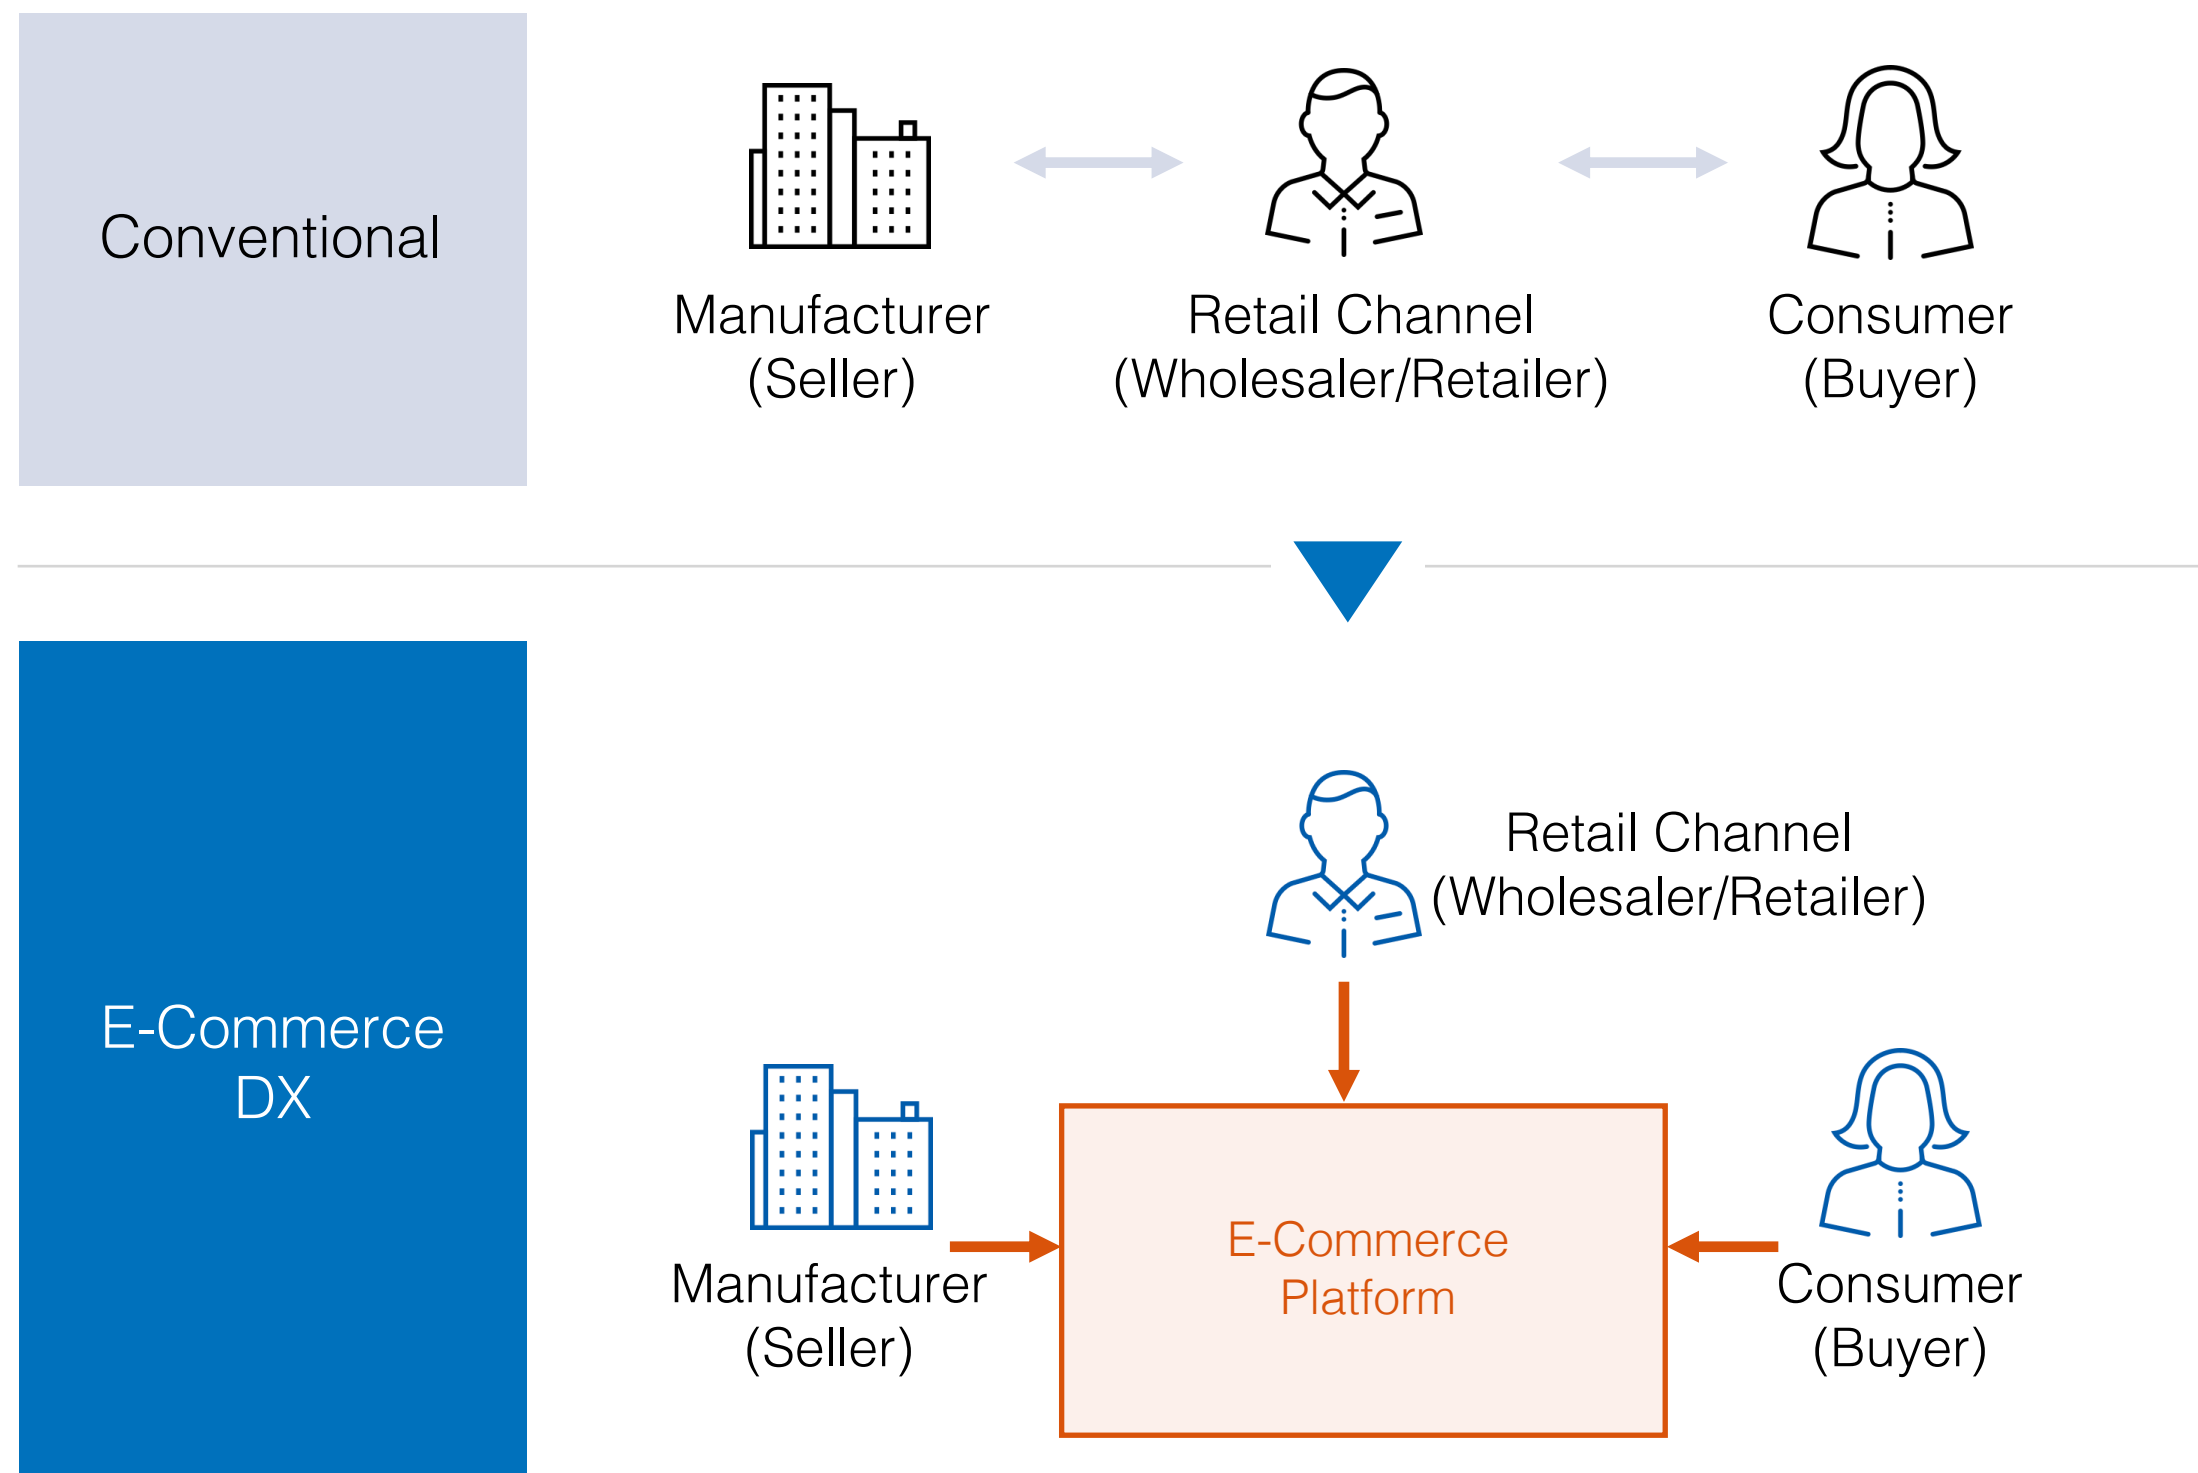 Conventional
Manufacturer
(Seller)
Retail Channel
(Wholesaler/Retailer)
Consumer
(Buyer)
E-Commerce
DX
Retail Channel
(Wholesaler/Retailer)
Manufacturer
(Seller)
E-Commerce
Platform
Consumer
(Buyer)